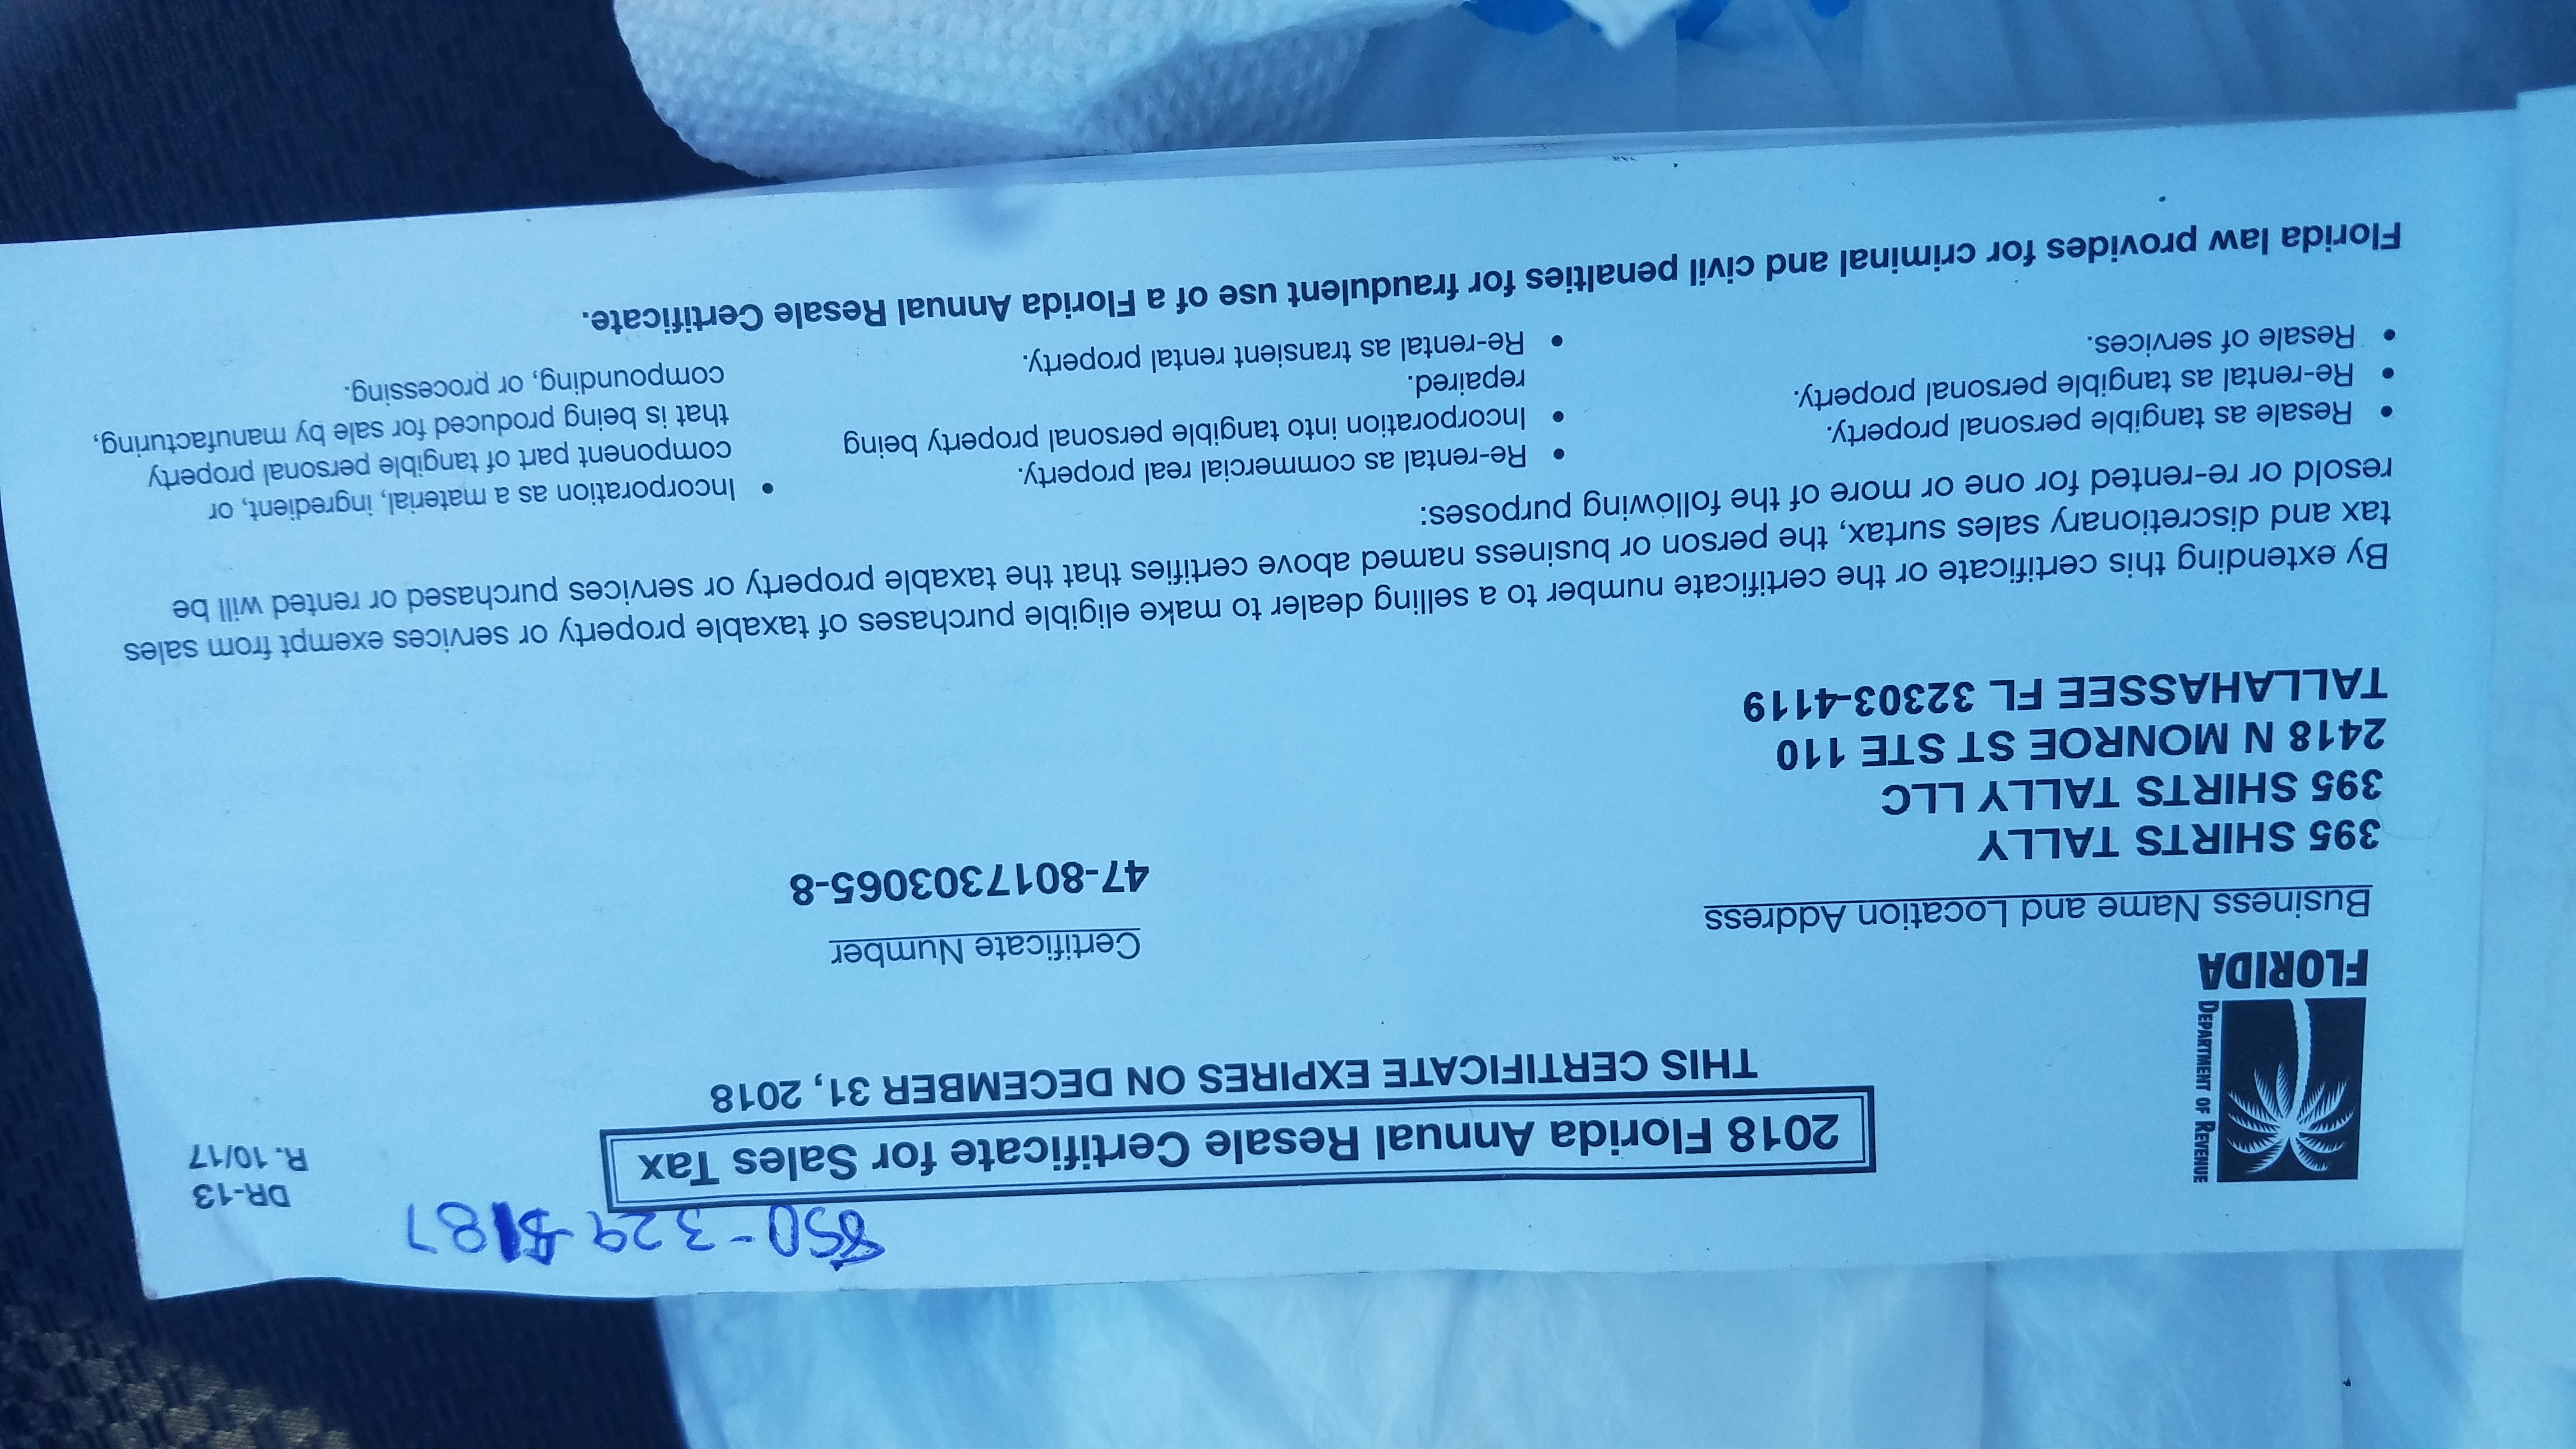 850-329-5187
DR-13
R. 10/17
2018 Florida Annual Resale Certificate for Sales Tax
THIS CERTIFICATE EXPIRES ON DECEMBER 31, 2018
DEPARTMENT OF REVENUE
FLORIDA
Business Name and Location Address
Certificate Number
395 SHIRTS TALLY
395 SHIRTS TALLY LLC
2418 N MONROE ST STE 110
TALLAHASSEE FL 32303-4119
47-8017303065-8
By extending this certificate or the certificate number to a selling dealer to make eligible purchases of taxable property or services exempt from sales
tax and discretionary sales surtax, the person or business named above certifies that the taxable property or services purchased or rented will be
resold or re-rented for one or more of the following purposes:
• Resale as tangible personal property.
• Re-rental as tangible personal property.
• Resale of services.
• Re-rental as commercial real property.
• Incorporation into tangible personal property being
repaired.
• Re-rental as transient rental property.
• Incorporation as a material, ingredient, or
component part of tangible personal property
that is being produced for sale by manufacturing,
compounding, or processing.
Florida law provides for criminal and civil penalties for fraudulent use of a Florida Annual Resale Certificate.